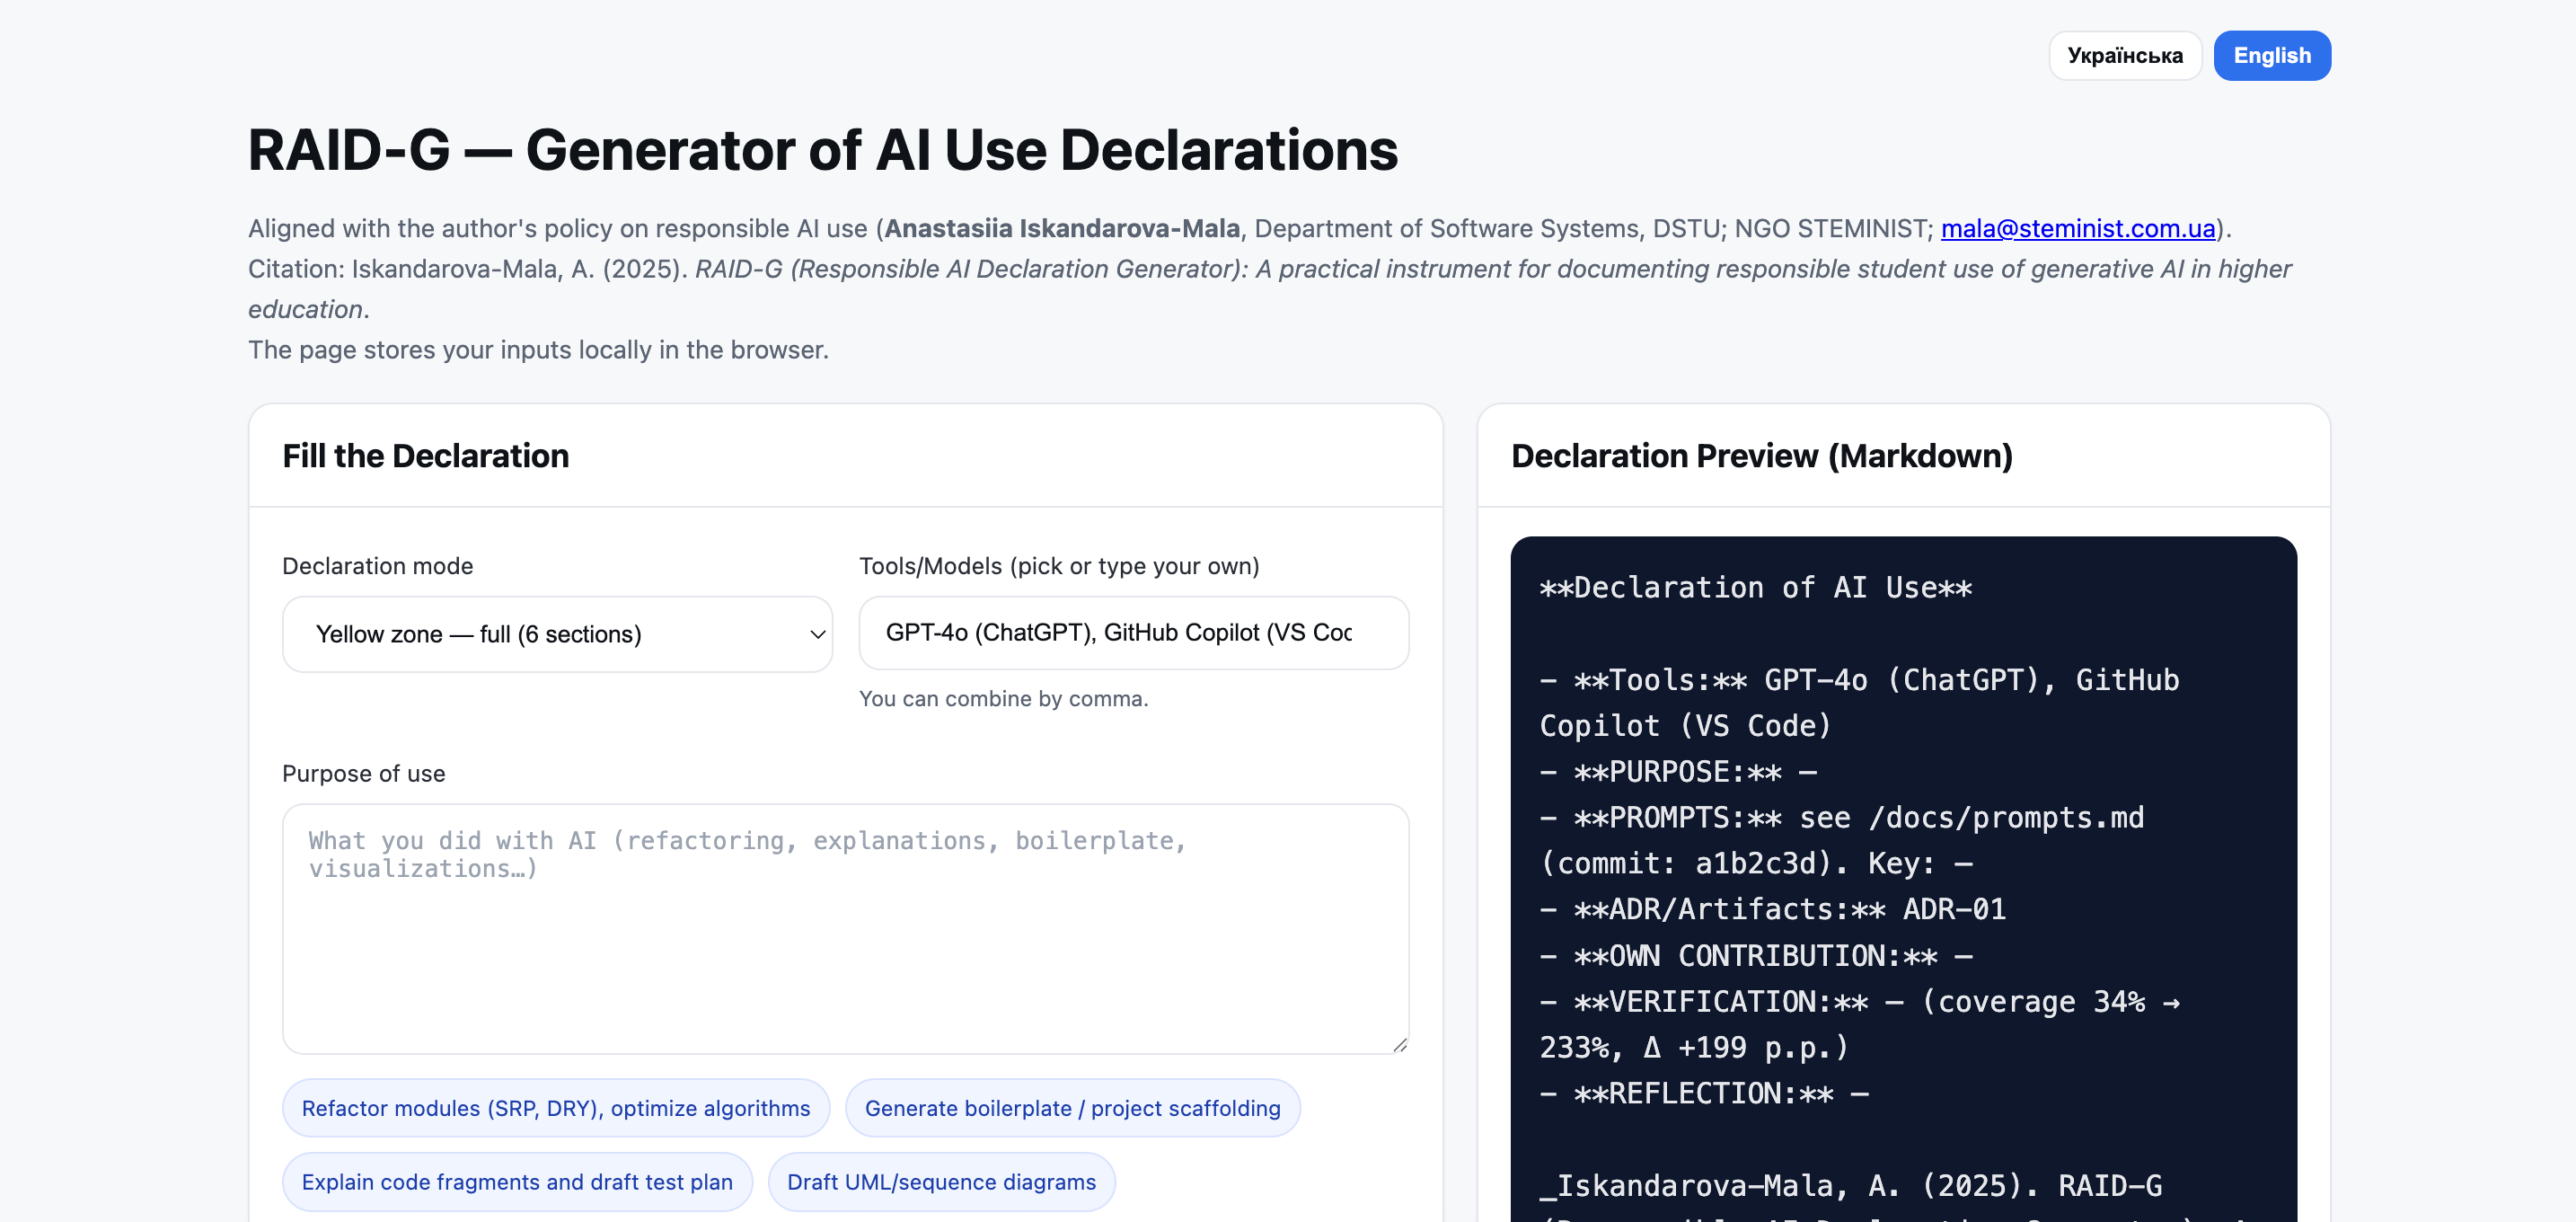 Українська
English
RAID-G — Generator of AI Use Declarations
Aligned with the author's policy on responsible AI use (Anastasiia Iskandarova-Mala, Department of Software Systems, DSTU; NGO STEMINIST; mala@steminist.com.ua).
Citation: Iskandarova-Mala, A. (2025). RAID-G (Responsible AI Declaration Generator): A practical instrument for documenting responsible student use of generative AI in higher
education.
The page stores your inputs locally in the browser.
Fill the Declaration
Declaration mode
Yellow zone — full (6 sections)
Tools/Models (pick or type your own)
GPT-4o (ChatGPT), GitHub Copilot (VS Coc
You can combine by comma.
Purpose of use
What you did with AI (refactoring, explanations, boilerplate,
visualizations…)
Refactor modules (SRP, DRY), optimize algorithms
Generate boilerplate / project scaffolding
Explain code fragments and draft test plan
Draft UML/sequence diagrams
Declaration Preview (Markdown)
**Declaration of AI Use**
– **Tools:** GPT-4o (ChatGPT), GitHub
Copilot (VS Code)
– **PURPOSE:** —
– **PROMPTS:** see /docs/prompts.md
(commit: a1b2c3d). Key: —
– **ADR/Artifacts:** ADR-01
– **OWN CONTRIBUTION:** —
– **VERIFICATION:** — (coverage 34% →
233%, Δ +199 p.p.)
– **REFLECTION:** —
_Iskandarova-Mala, A. (2025). RAID-G